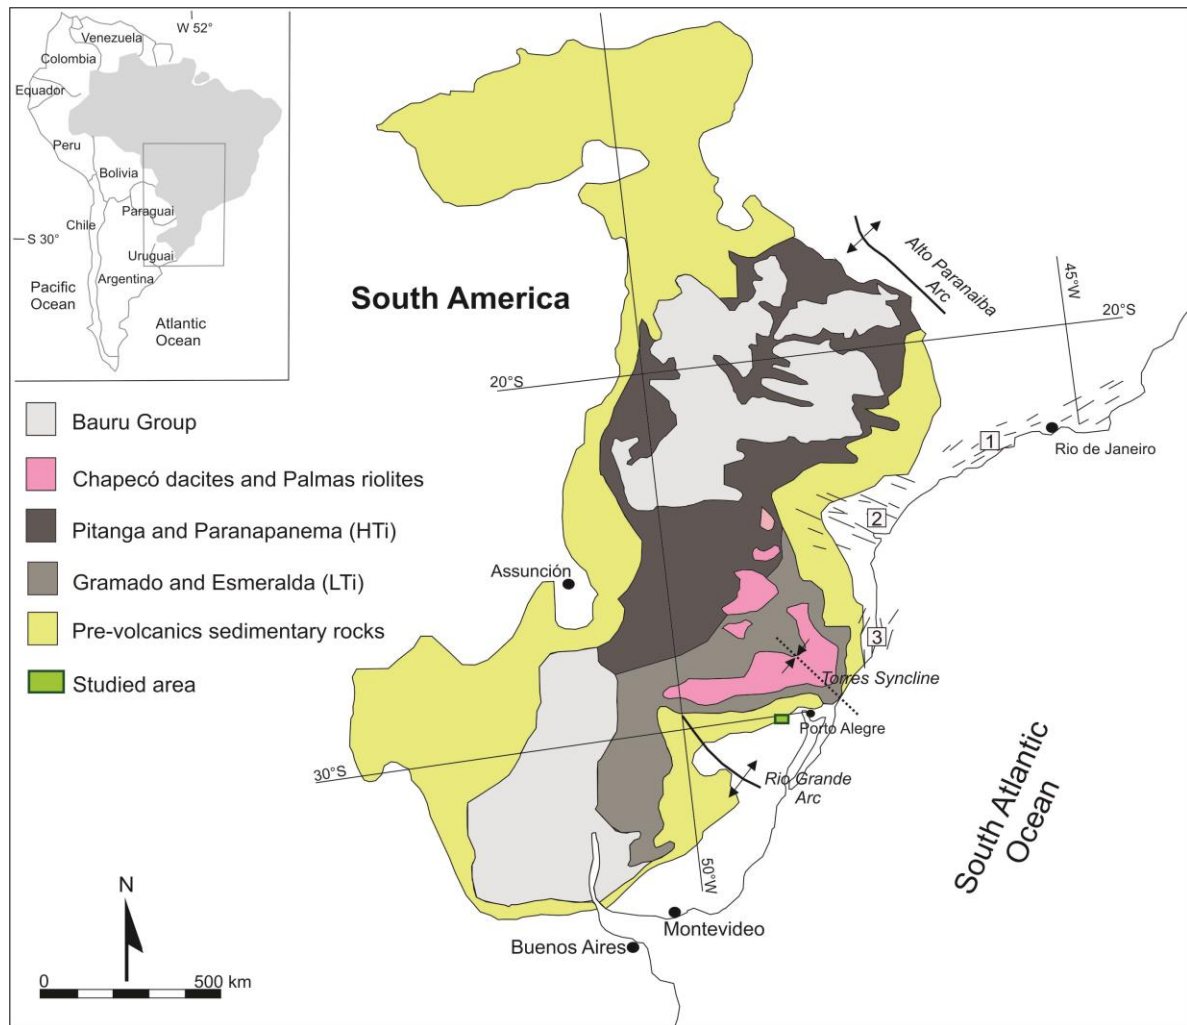 W 52°
Venezuela
Colombia
Equador
Peru
Bolivia
Paraguai
Chile
S 30°
Uruguai
Argentina
Pacific
Ocean
Atlantic
Ocean
South America
Alto Paranaiba
Arc
45°W
20°S
20°S
Bauru Group
Chapecó dacites and Palmas riolites
Pitanga and Paranapanema (HTi)
Gramado and Esmeralda (LTi)
Pre-volcanics sedimentary rocks
Studied area
1
Rio de Janeiro
2
Assunción
3
Torres Syncline
Porto Alegre
30°S
Rio Grande
Arc
South Atlantic
Ocean
50°W
N
Montevideo
Buenos Aires
0 500 km